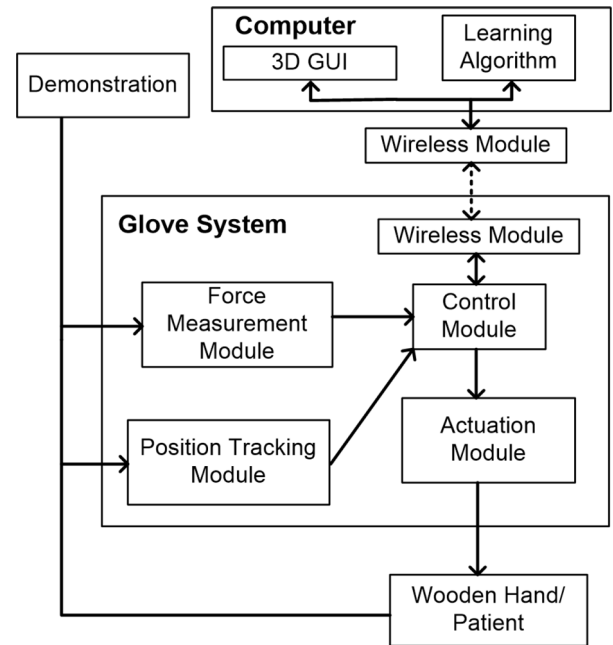 Computer
3D GUI
Learning
Algorithm
Demonstration
Wireless Module
Glove System
Wireless Module
Force
Measurement
Module
Control
Module
Position Tracking
Module
Actuation
Module
Wooden Hand/
Patient